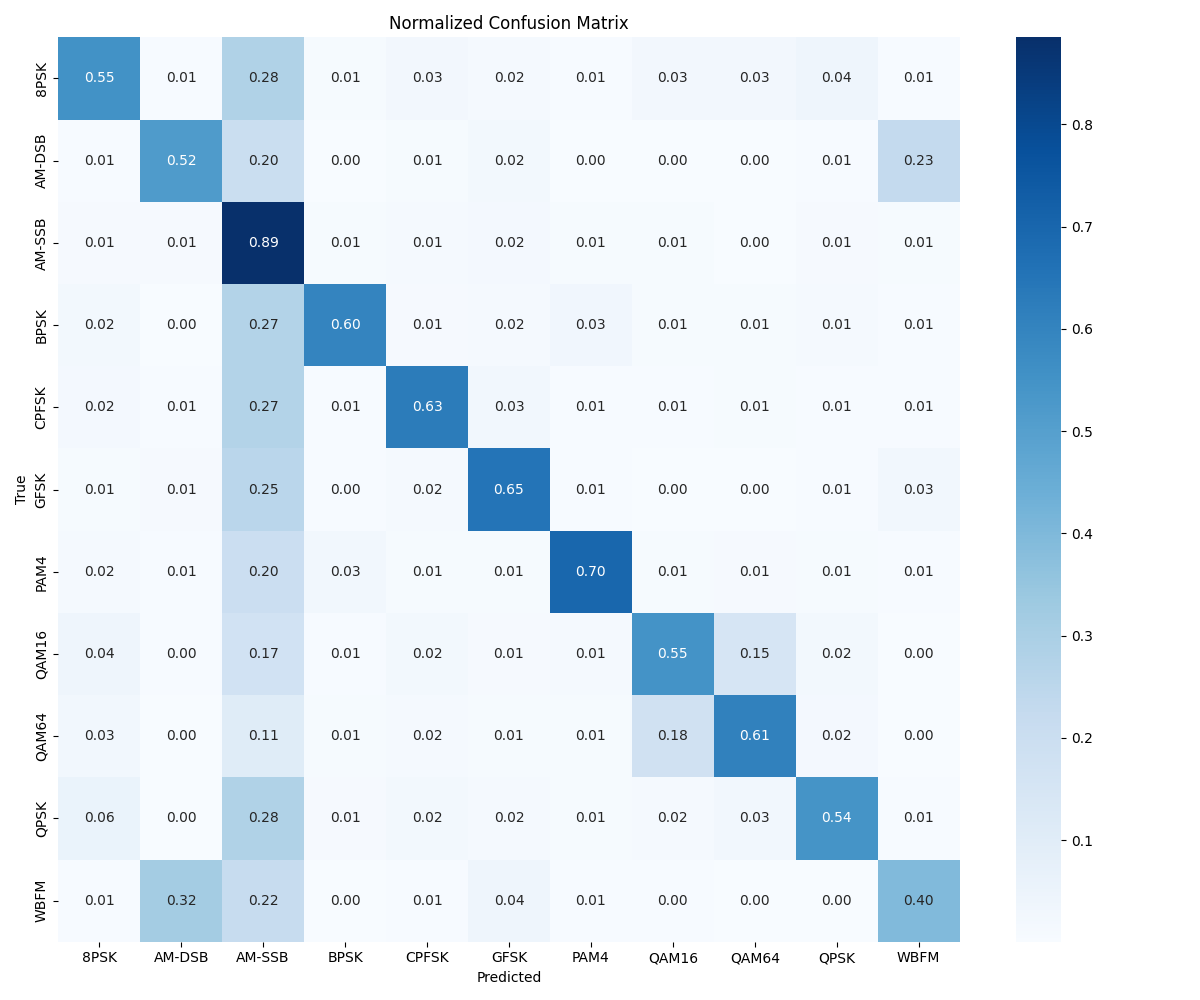 Normalized Confusion Matrix
8PSK 0.55 0.01 0.28 0.01 0.03 0.02 0.01 0.03 0.03 0.04 0.01
AM-DSB 0.01 0.52 0.20 0.00 0.01 0.02 0.00 0.00 0.00 0.01 0.23
AM-SSB 0.01 0.01 0.89 0.01 0.01 0.02 0.01 0.01 0.00 0.01 0.01
BPSK 0.02 0.00 0.27 0.60 0.01 0.02 0.03 0.01 0.01 0.01 0.01
CPFSK 0.02 0.01 0.27 0.01 0.63 0.03 0.01 0.01 0.01 0.01 0.01
GFSK 0.01 0.01 0.25 0.00 0.02 0.65 0.01 0.00 0.00 0.01 0.03
PAM4 0.02 0.01 0.20 0.03 0.01 0.01 0.70 0.01 0.01 0.01 0.01
QAM16 0.04 0.00 0.17 0.01 0.02 0.01 0.01 0.55 0.15 0.02 0.00
QAM64 0.03 0.00 0.11 0.01 0.02 0.01 0.01 0.18 0.61 0.02 0.00
QPSK 0.06 0.00 0.28 0.01 0.02 0.02 0.01 0.02 0.03 0.54 0.01
WBFM 0.01 0.32 0.22 0.00 0.01 0.04 0.01 0.00 0.00 0.00 0.40
8PSK AM-DSB AM-SSB BPSK CPFSK GFSK PAM4 QAM16 QAM64 QPSK WBFM
Predicted
True
0.8
0.7
0.6
0.5
0.4
0.3
0.2
0.1